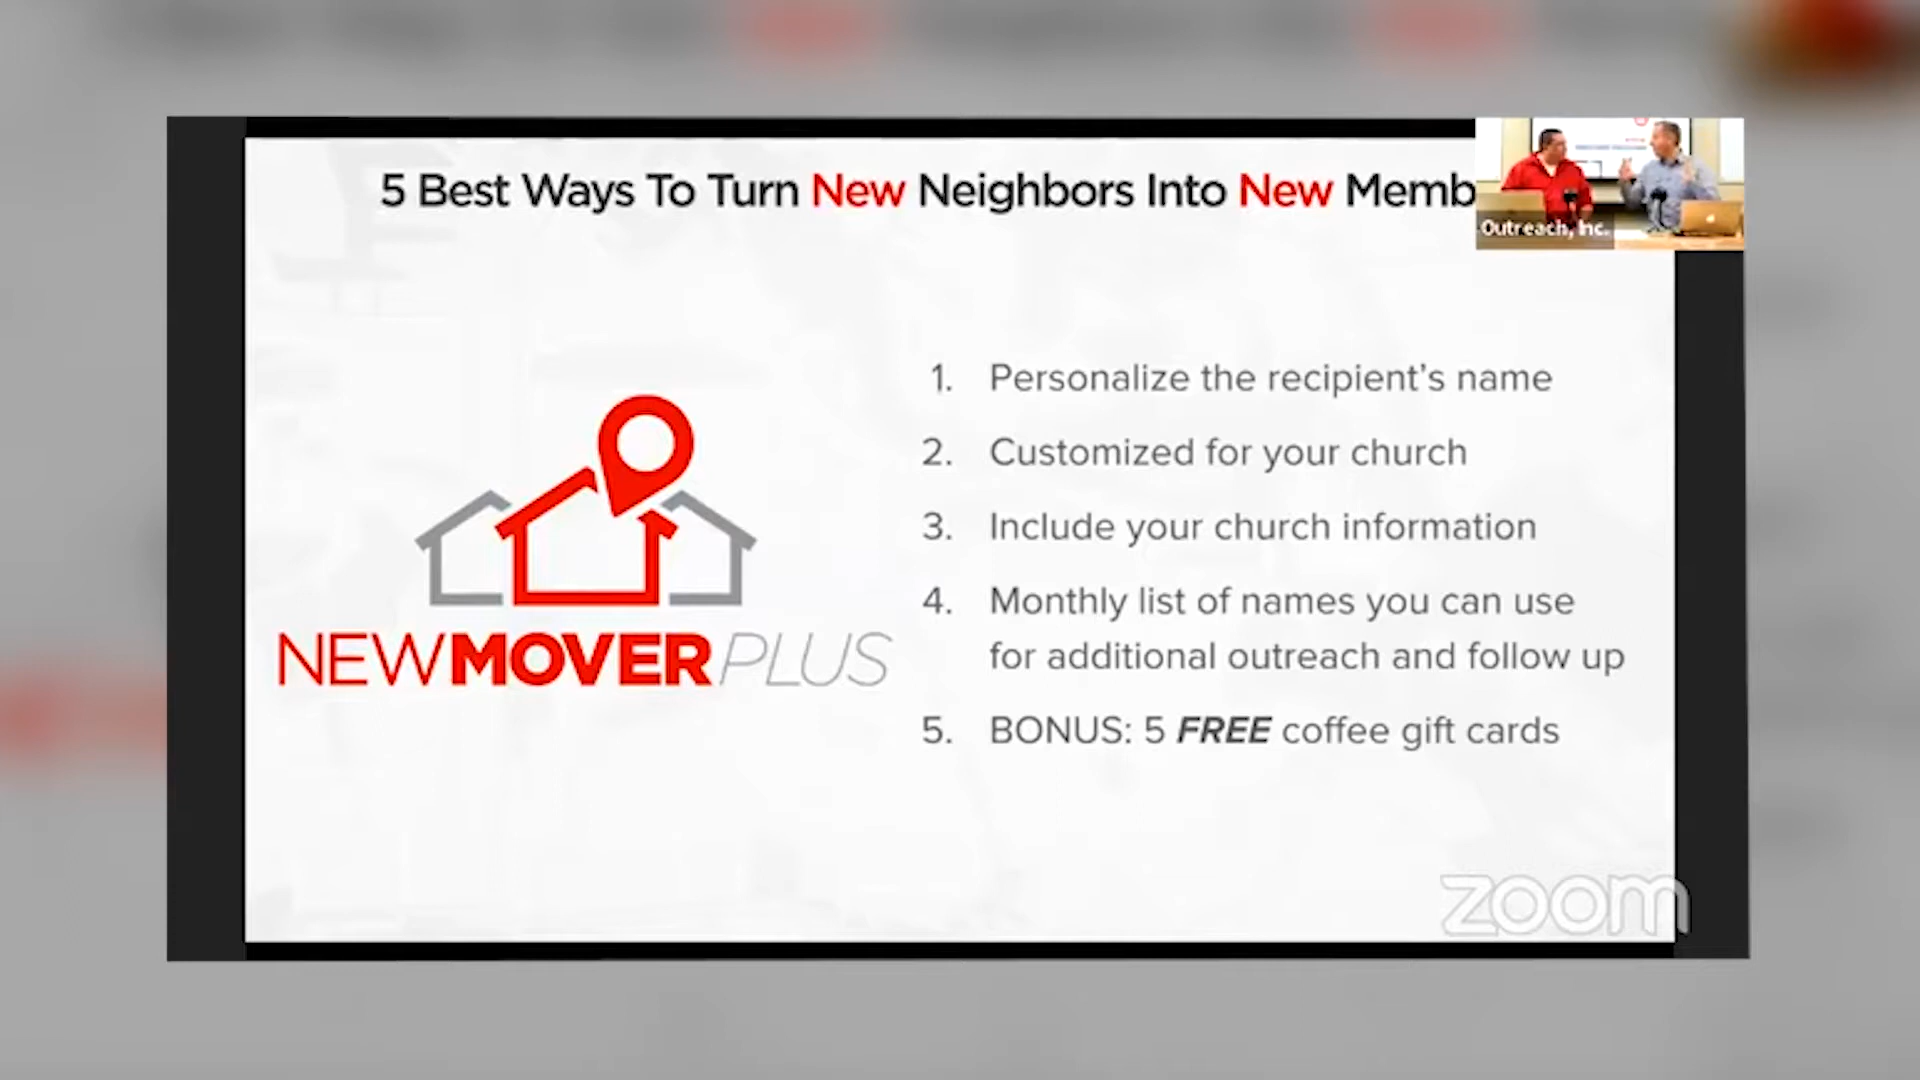 5 Best Ways To Turn New Neighbors Into New Memb
Outreach, Inc.
1. Personalize the recipient's name
2. Customized for your church
3. Include your church information
4. Monthly list of names you can use
for additional outreach and follow up
5. BONUS: 5 FREE coffee gift cards
NEWMOVERPLUS
zoom